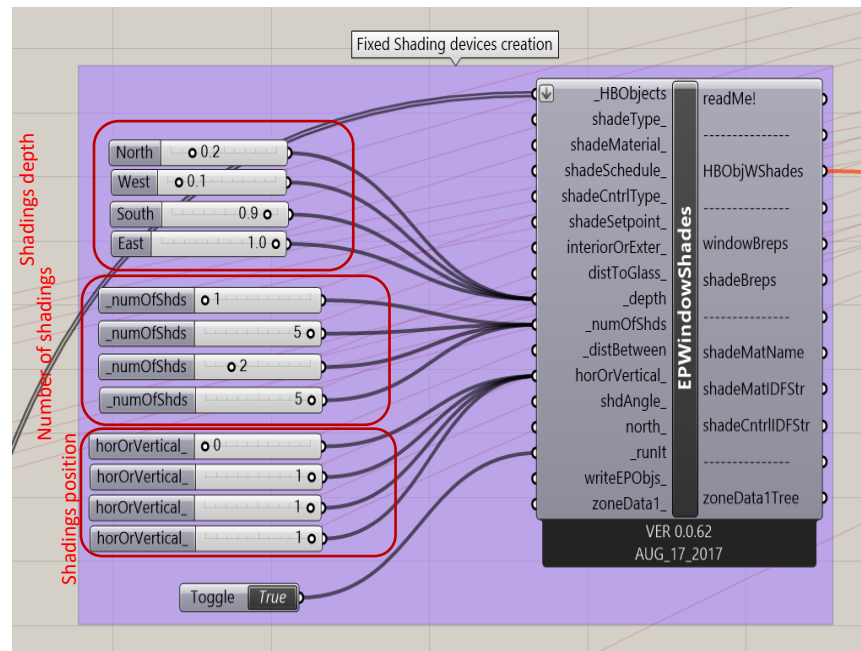 Fixed Shading devices creation
Shadings depth
North 0.2
West 0.1
South 0.9
East 1.0
Number of shadings
_numOfShds 1
_numOfShds 5
_numOfShds 2
_numOfShds 5
Shadings position
horOrVertical_ 0
horOrVertical_ 1
horOrVertical_ 1
horOrVertical_ 1
Toggle True
_HBObjects
shadeType_
shadeMaterial_
shadeSchedule_
shadeCntrlType_
shadeSetpoint_
interiorOrExter_
distToGlass_
_depth
_numOfShds
_distBetween
horOrVertical_
shdAngle_
north_
_runIt
writeEPObjs_
zoneData1_
EPWindowShades
readMe!
--------------
HBObjWShades
--------------
windowBreps
shadeBreps
--------------
shadeMatName
shadeMatIDFStr
shadeCntrlIDFStr
--------------
zoneData1Tree
VER 0.0.62
AUG_17_2017